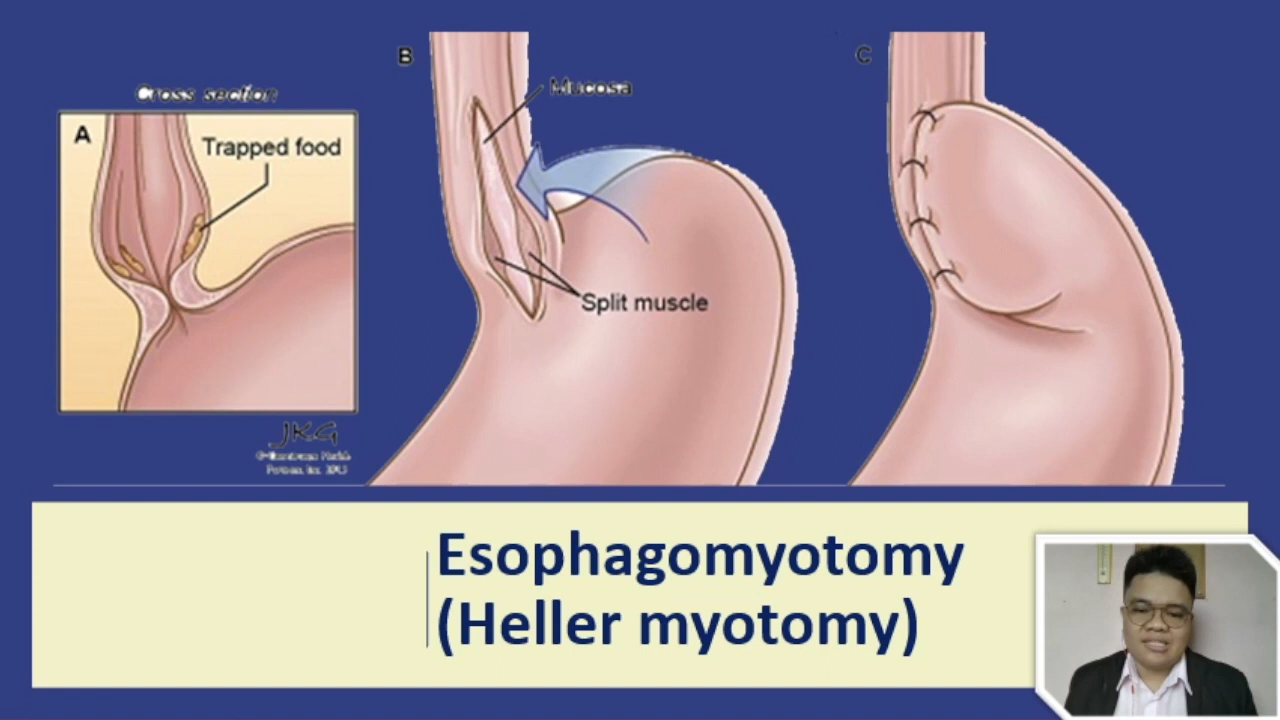 Cross section
A
Trapped food
JKG
B
Mucosa
Split muscle
C
Esophagomyotomy
(Heller myotomy)